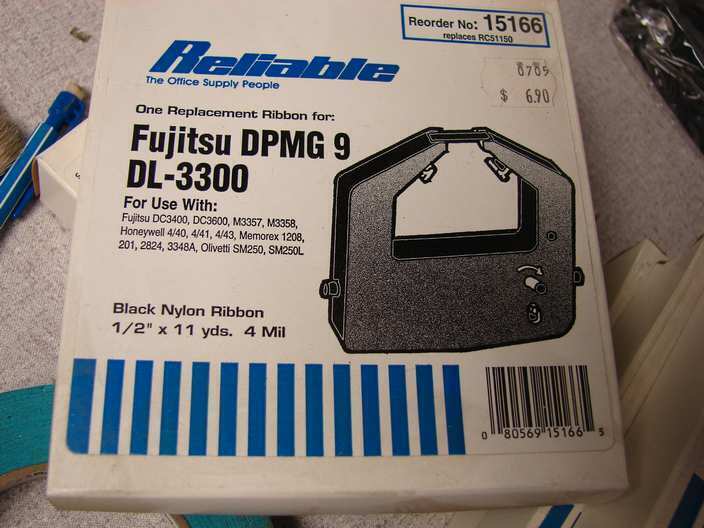 Reorder No: 15166
replaces RC51150
Reliable
The Office Supply People
0705
$ 6.90
One Replacement Ribbon for:
Fujitsu DPMG 9
DL-3300
For Use With:
Fujitsu DC3400, DC3600, M3357, M3358,
Honeywell 4/40, 4/41, 4/43, Memorex 1208,
201, 2824, 3348A, Olivetti SM250, SM250L
Black Nylon Ribbon
1/2" x 11 yds. 4 Mil
0 80569 15166 5